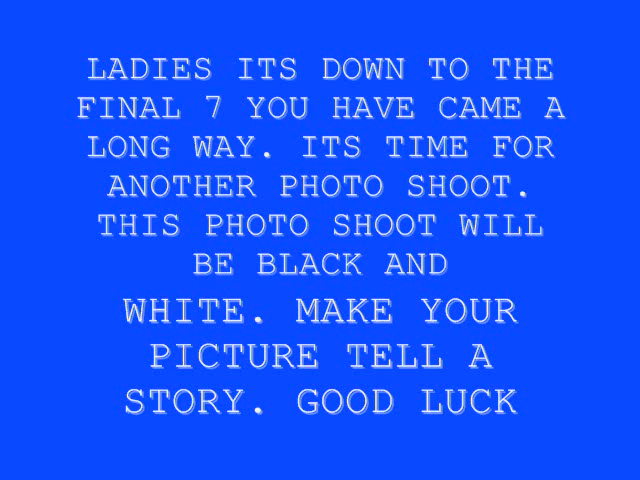 LADIES ITS DOWN TO THE
FINAL 7 YOU HAVE CAME A
LONG WAY. ITS TIME FOR
ANOTHER PHOTO SHOOT.
THIS PHOTO SHOOT WILL
BE BLACK AND
WHITE. MAKE YOUR
PICTURE TELL A
STORY. GOOD LUCK